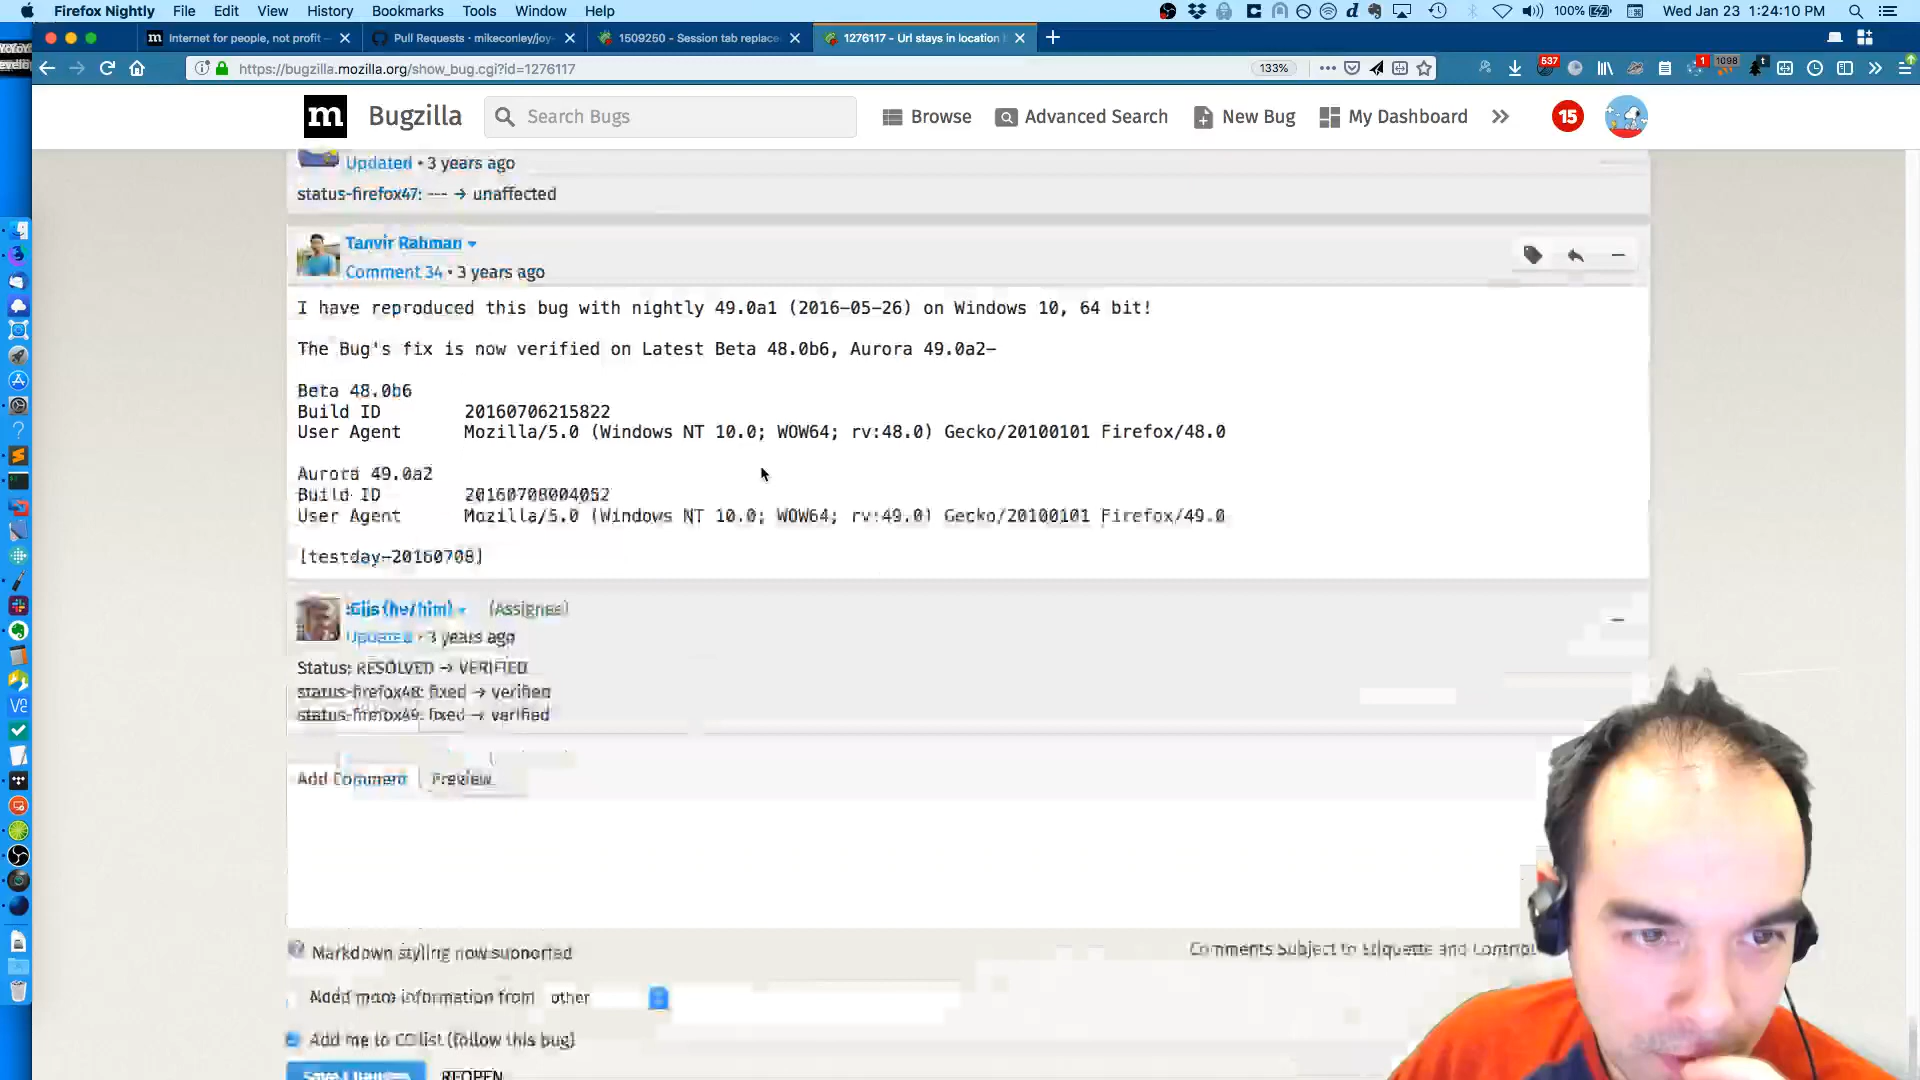 Firefox Nightly File Edit View History Bookmarks Tools Window Help 100% Wed Jan 23 1:24:10 PM
Internet for people, not profit — Pull Requests · mikeconley/joy- 1509250 - Session tab replace 1276117 - Url stays in location
https://bugzilla.mozilla.org/show_bug.cgi?id=1276117 133% 537 1 1098
m Bugzilla Search Bugs Browse Advanced Search New Bug My Dashboard 15
Updated • 3 years ago
status-firefox47: --- → unaffected
Tanvir Rahman
Comment 34 • 3 years ago
I have reproduced this bug with nightly 49.0a1 (2016-05-26) on Windows 10, 64 bit!
The Bug's fix is now verified on Latest Beta 48.0b6, Aurora 49.0a2-
Beta 48.0b6
Build ID 20160706215822
User Agent Mozilla/5.0 (Windows NT 10.0; WOW64; rv:48.0) Gecko/20100101 Firefox/48.0
Aurora 49.0a2
Build ID 20160708004052
User Agent Mozilla/5.0 (Windows NT 10.0; WOW64; rv:49.0) Gecko/20100101 Firefox/49.0
[testday-20160708]
:Gijs (he/him) (Assignee)
Updated • 3 years ago
Status: RESOLVED → VERIFIED
status-firefox48: fixed → verified
status-firefox49: fixed → verified
Add Comment Preview
Markdown styling now supported Comments Subject to Etiquette and
Need more information from other
Add me to CC list (follow this bug)
REOPEN